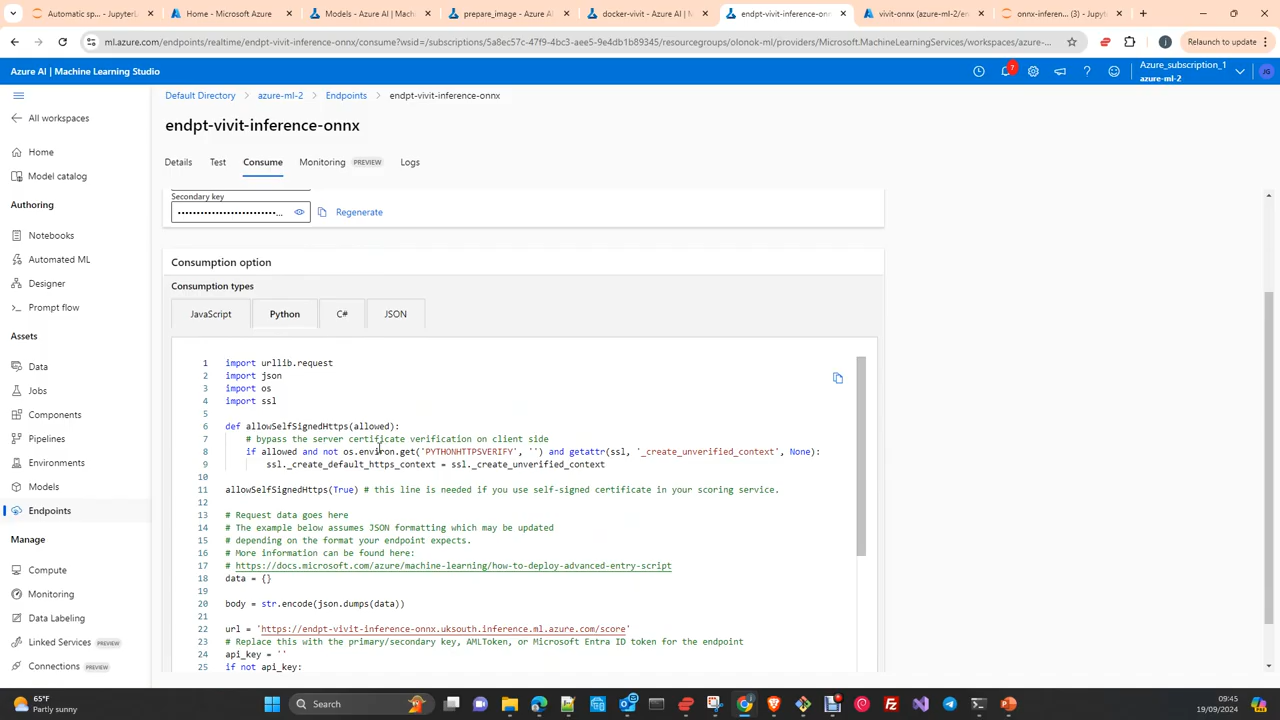 Automatic sp... - JupyterL
Home - Microsoft Azure
Models - Azure AI | Machi
prepare_image - Azure AI
docker-vivit - Azure AI | M
endpt-vivit-inference-onn
vivit-onnx (azure-ml-2/en
onnx-inferen... (3) - Jupyt
ml.azure.com/endpoints/realtime/endpt-vivit-inference-onnx/consume?wsid=/subscriptions/5a8ec57c-47f9-4bc3-aee5-9e4db1b89345/resourcegroups/olonok-ml/providers/Microsoft.MachineLearningServices/workspaces/azure-...
Relaunch to update
Azure AI | Machine Learning Studio
7
Azure_subscription_1
azure-ml-2
JG
Default Directory > azure-ml-2 > Endpoints > endpt-vivit-inference-onnx
All workspaces
endpt-vivit-inference-onnx
Home
Model catalog
Details Test Consume Monitoring PREVIEW Logs
Authoring
Notebooks
Automated ML
Designer
Prompt flow
Assets
Data
Jobs
Components
Pipelines
Environments
Models
Endpoints
Manage
Compute
Monitoring
Data Labeling
Linked Services PREVIEW
Connections PREVIEW
Secondary key
Regenerate
Consumption option
Consumption types
JavaScript Python C# JSON
1 import urllib.request
2 import json
3 import os
4 import ssl
5
6 def allowSelfSignedHttps(allowed):
7 # bypass the server certificate verification on client side
8 if allowed and not os.environ.get('PYTHONHTTPSVERIFY', '') and getattr(ssl, '_create_unverified_context', None):
9 ssl._create_default_https_context = ssl._create_unverified_context
10
11 allowSelfSignedHttps(True) # this line is needed if you use self-signed certificate in your scoring service.
12
13 # Request data goes here
14 # The example below assumes JSON formatting which may be updated
15 # depending on the format your endpoint expects.
16 # More information can be found here:
17 # https://docs.microsoft.com/azure/machine-learning/how-to-deploy-advanced-entry-script
18 data = {}
19
20 body = str.encode(json.dumps(data))
21
22 url = 'https://endpt-vivit-inference-onnx.uksouth.inference.ml.azure.com/score'
23 # Replace this with the primary/secondary key, AMLToken, or Microsoft Entra ID token for the endpoint
24 api_key = ''
25 if not api_key:
65°F
Partly sunny
Search
09:45
19/09/2024